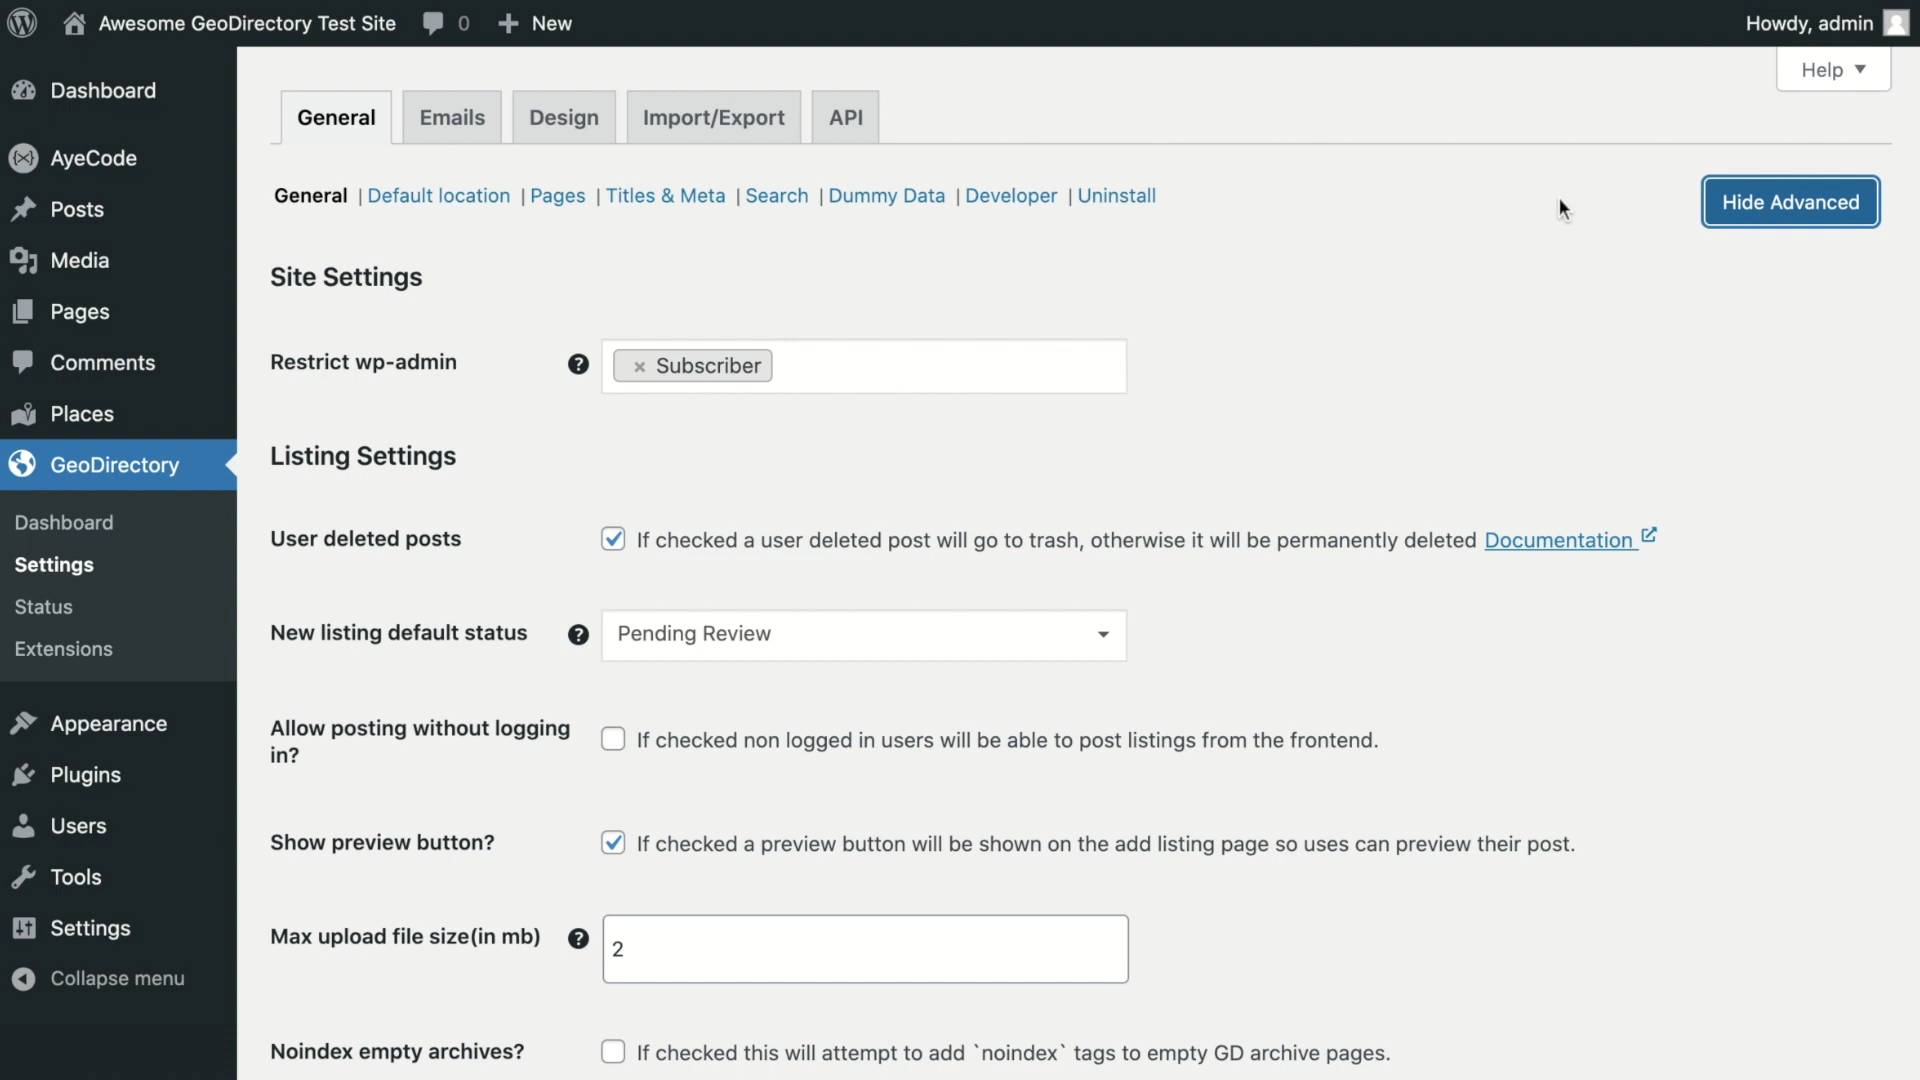 Awesome GeoDirectory Test Site 0 New Howdy, admin
Help
Dashboard
AyeCode
Posts
Media
Pages
Comments
Places
GeoDirectory
Dashboard
Settings
Status
Extensions
Appearance
Plugins
Users
Tools
Settings
Collapse menu
General Emails Design Import/Export API
General | Default location | Pages | Titles & Meta | Search | Dummy Data | Developer | Uninstall
Hide Advanced
Site Settings
Restrict wp-admin ? × Subscriber
Listing Settings
User deleted posts If checked a user deleted post will go to trash, otherwise it will be permanently deleted Documentation
New listing default status ? Pending Review
Allow posting without logging
in?
If checked non logged in users will be able to post listings from the frontend.
Show preview button? If checked a preview button will be shown on the add listing page so uses can preview their post.
Max upload file size(in mb) ? 2
Noindex empty archives? If checked this will attempt to add `noindex` tags to empty GD archive pages.